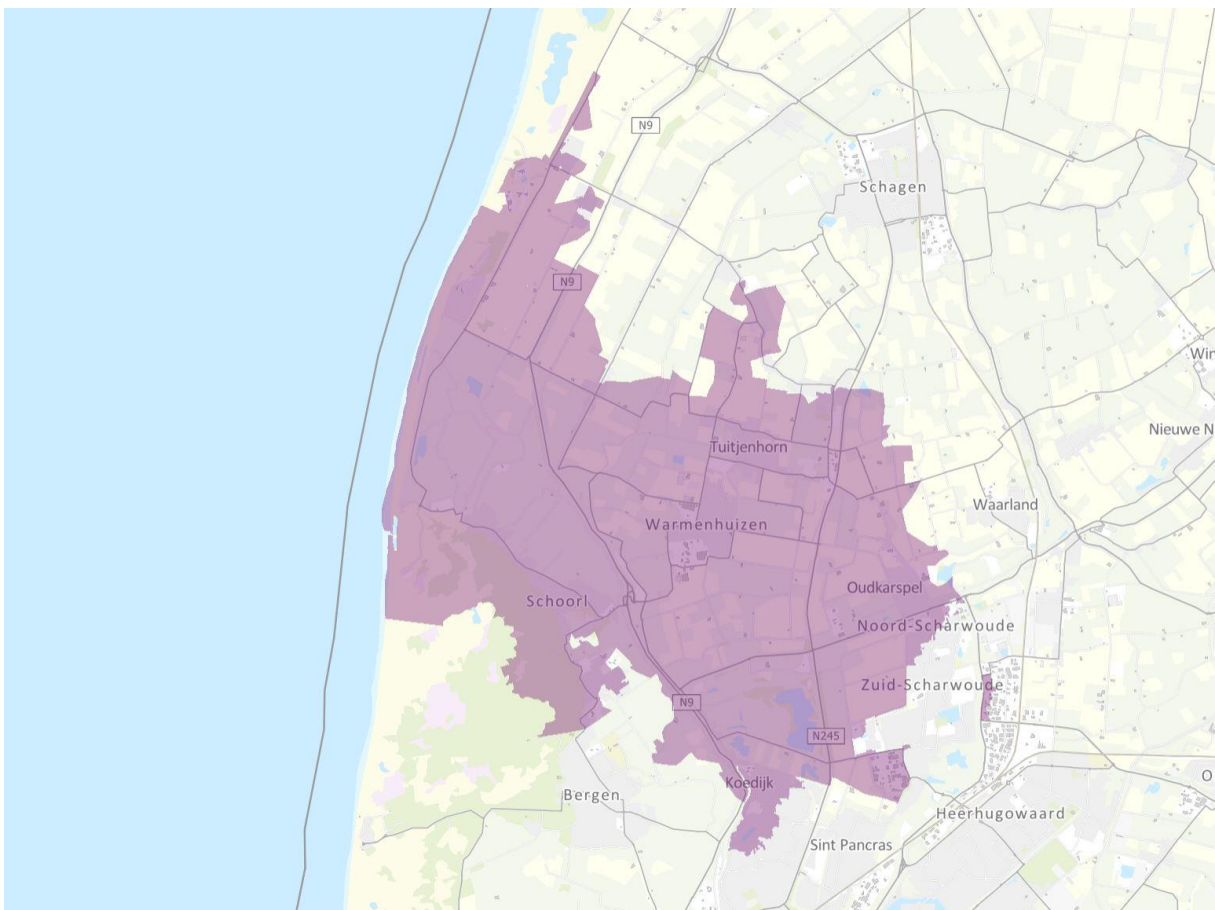 N9
Schagen
N9
Win
Nieuwe N
Tuitjenhorn
Waarland
Warmenhuizen
Oudkarspel
Schoorl
Noord-Scharwoude
Zuid-Scharwoude
N9
N245
O
Koedijk
Bergen
Heerhugowaard
Sint Pancras